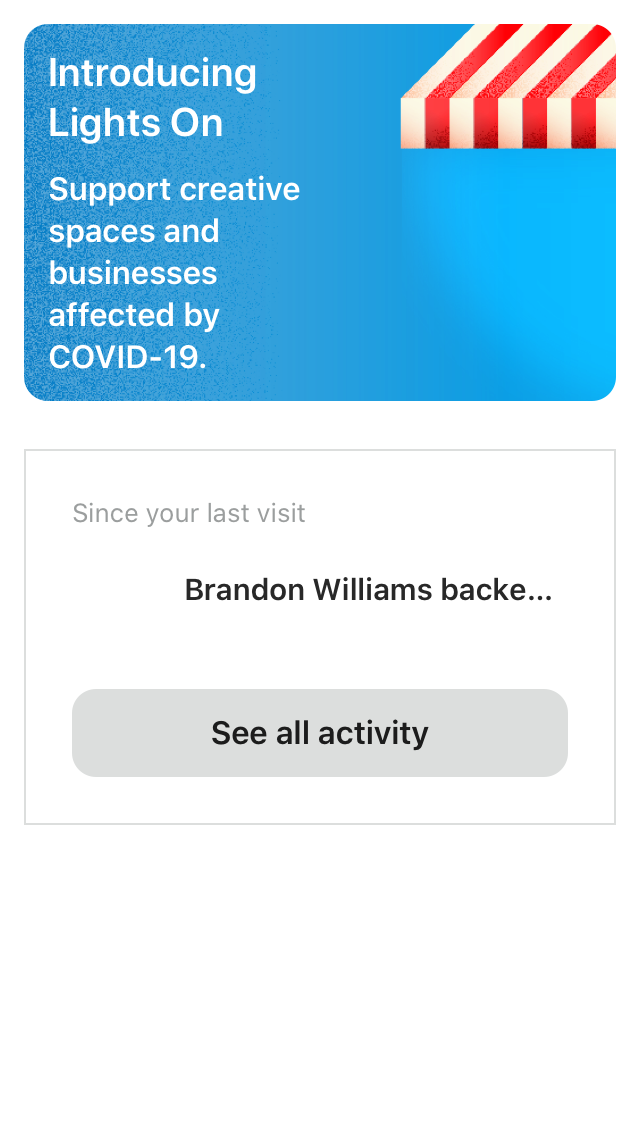 Introducing
Lights On
Support creative
spaces and
businesses
affected by
COVID-19.
Since your last visit
Brandon Williams backe...
See all activity